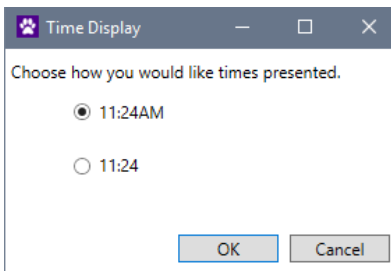 Time Display
Choose how you would like times presented.
11:24AM
11:24
OK Cancel